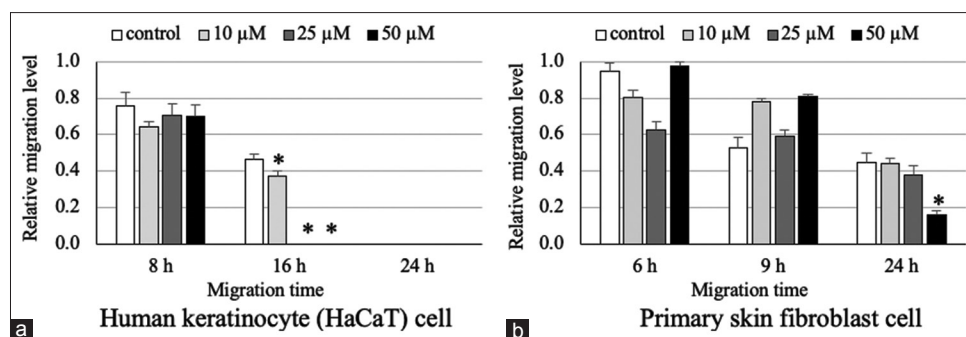 control 10 µM 25 µM 50 µM
Relative migration level
1.0
0.8
0.6
0.4
0.2
0.0
*
* *
8 h 16 h 24 h
Migration time
a Human keratinocyte (HaCaT) cell
control 10 µM 25 µM 50 µM
Relative migration level
1.0
0.8
0.6
0.4
0.2
0.0
*
6 h 9 h 24 h
Migration time
b Primary skin fibroblast cell